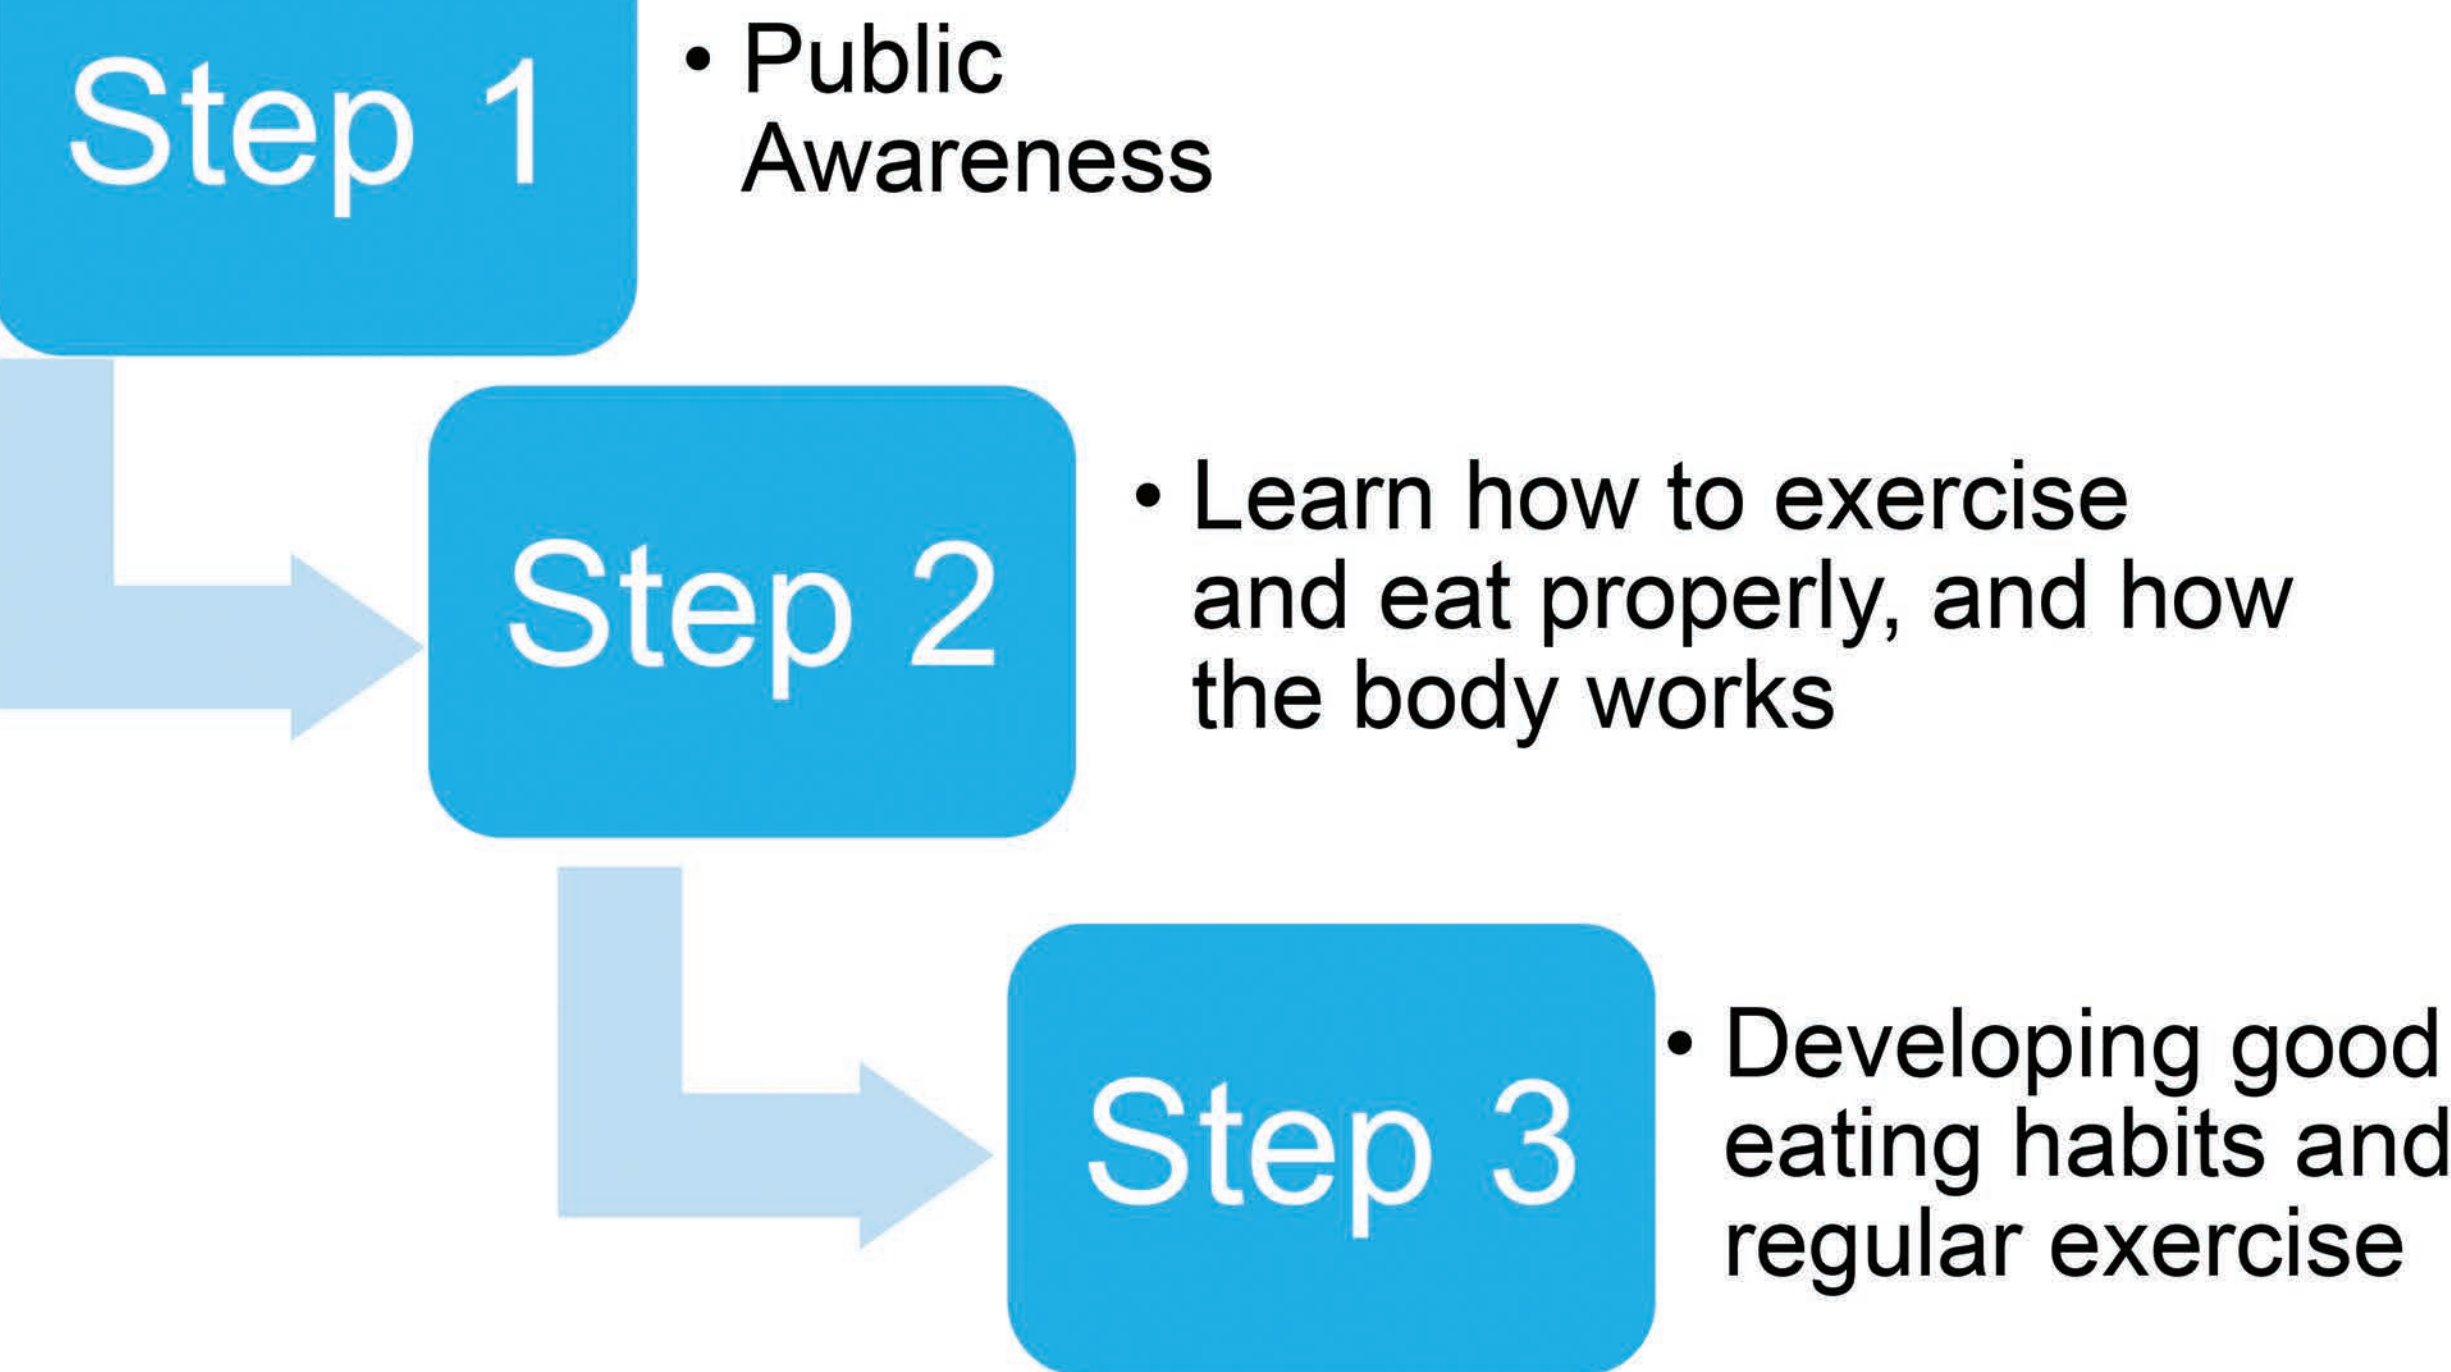 Step 1
• Public
Awareness
Step 2
• Learn how to exercise
and eat properly, and how
the body works
Step 3
• Developing good
eating habits and
regular exercise